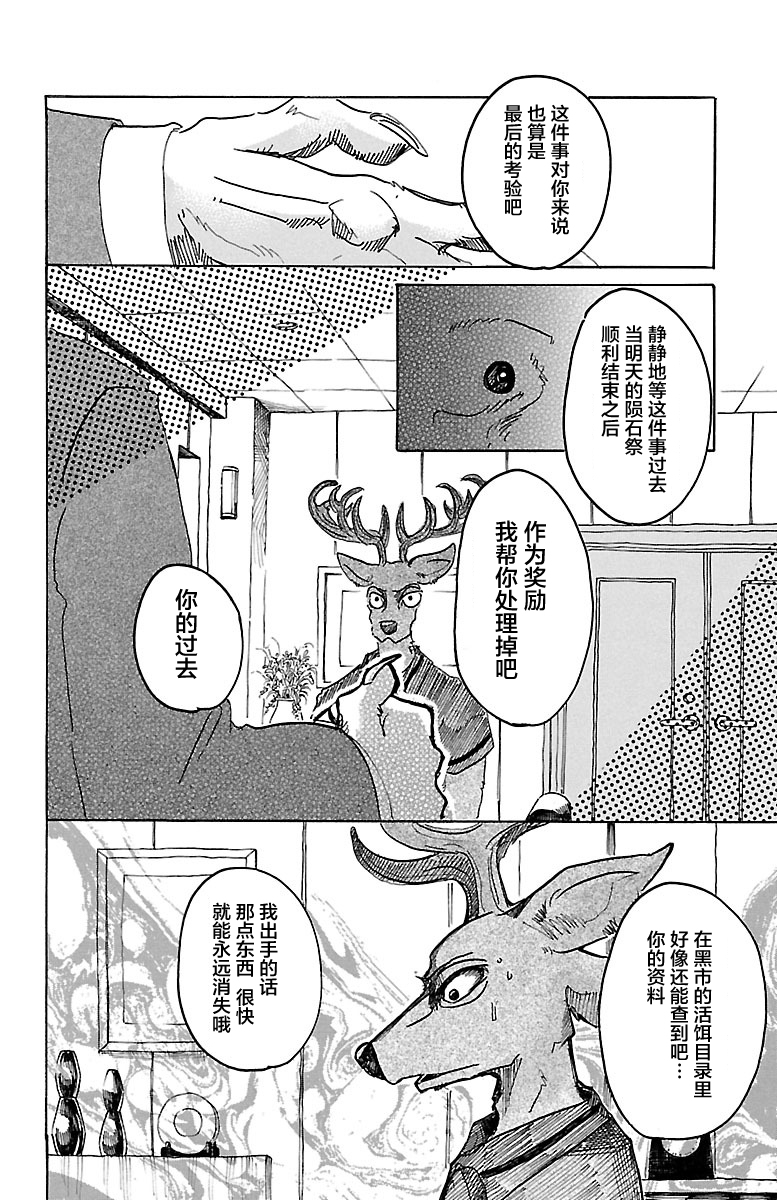 这件事对你来说
也算是
最后的考验吧
静静地等这件事过去
当明天的陨石祭
顺利结束之后
作为奖励
我帮你处理掉吧
你的过去
在黑市的活饵目录里
好像还能查到吧…
你的资料
我出手的话
那点东西 很快
就能永远消失哦